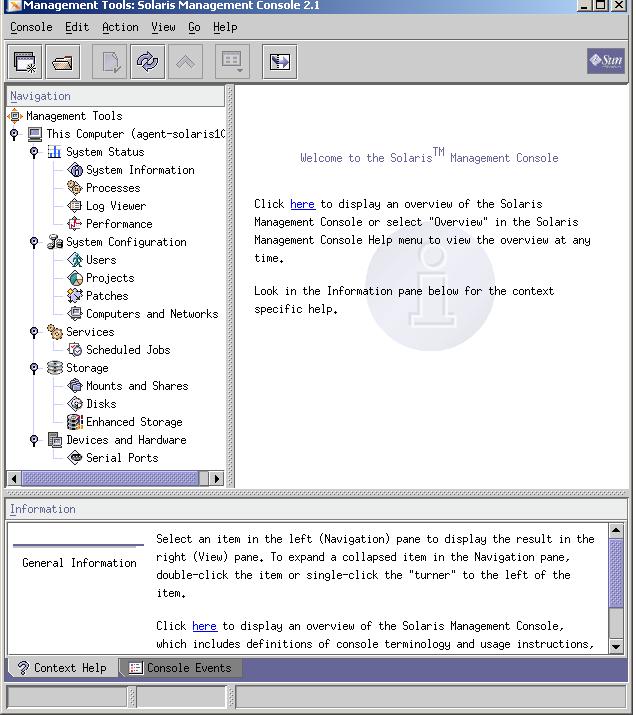 Management Tools: Solaris Management Console 2.1
Console Edit Action View Go Help
Sun
Navigation
Management Tools
This Computer (agent-solaris10
System Status
System Information
Processes
Log Viewer
Performance
System Configuration
Users
Projects
Patches
Computers and Networks
Services
Scheduled Jobs
Storage
Mounts and Shares
Disks
Enhanced Storage
Devices and Hardware
Serial Ports
Welcome to the Solaris™ Management Console
Click here to display an overview of the Solaris
Management Console or select "Overview" in the Solaris
Management Console Help menu to view the overview at any
time.
Look in the Information pane below for the context
specific help.
Information
General Information
Select an item in the left (Navigation) pane to display the result in the
right (View) pane. To expand a collapsed item in the Navigation pane,
double-click the item or single-click the "turner" to the left of the
item.
Click here to display an overview of the Solaris Management Console,
which includes definitions of console terminology and usage instructions,
Context Help
Console Events